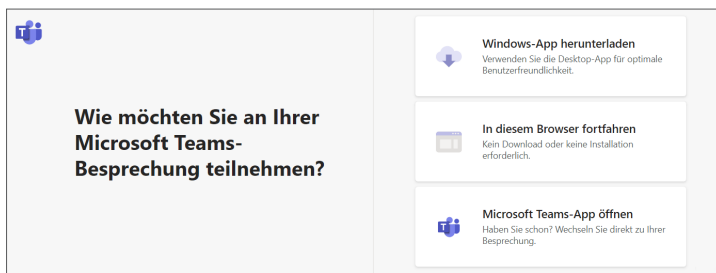 Wie möchten Sie an Ihrer
Microsoft Teams-
Besprechung teilnehmen?
Windows-App herunterladen
Verwenden Sie die Desktop-App für optimale
Benutzerfreundlichkeit.
In diesem Browser fortfahren
Kein Download oder keine Installation
erforderlich.
Microsoft Teams-App öffnen
Haben Sie schon? Wechseln Sie direkt zu Ihrer
Besprechung.